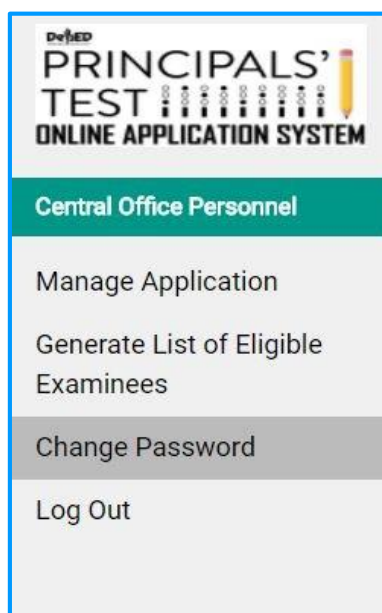 DepED
PRINCIPALS'
TEST
ONLINE APPLICATION SYSTEM
Central Office Personnel
Manage Application
Generate List of Eligible
Examinees
Change Password
Log Out